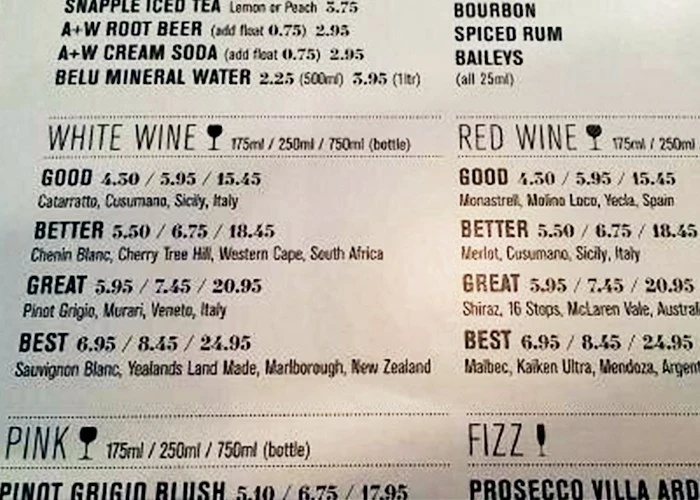 SNAPPLE ICED TEA Lemon or Peach 3.75
A+W ROOT BEER (add float 0.75) 2.95
A+W CREAM SODA (add float 0.75) 2.95
BELU MINERAL WATER 2.25 (500ml) 3.95 (1ltr)
BOURBON
SPICED RUM
BAILEYS
(all 25ml)
WHITE WINE 175ml / 250ml / 750ml (bottle)
GOOD 4.30 / 5.95 / 15.45
Catarratto, Cusumano, Sicily, Italy
BETTER 5.50 / 6.75 / 18.45
Chenin Blanc, Cherry Tree Hill, Western Cape, South Africa
GREAT 5.95 / 7.45 / 20.95
Pinot Grigio, Murari, Veneto, Italy
BEST 6.95 / 8.45 / 24.95
Sauvignon Blanc, Yealands Land Made, Marlborough, New Zealand
RED WINE 175ml / 250
GOOD 4.30 / 5.95 / 15.45
Monastrell, Molino Loco, Yecla, Spain
BETTER 5.50 / 6.75 / 18.45
Merlot, Cusumano, Sicily, Italy
GREAT 5.95 / 7.45 / 20.95
Shiraz, 16 Stops, McLaren Vale, Austral
BEST 6.95 / 8.45 / 24.95
Malbec, Kaiken Ultra, Mendoza, Argent
PINK 175ml / 250ml / 750ml (bottle)
PINOT GRIGIO BLUSH 5.10 / 6.75 / 17.95
FIZZ
PROSECCO VILLA ARD